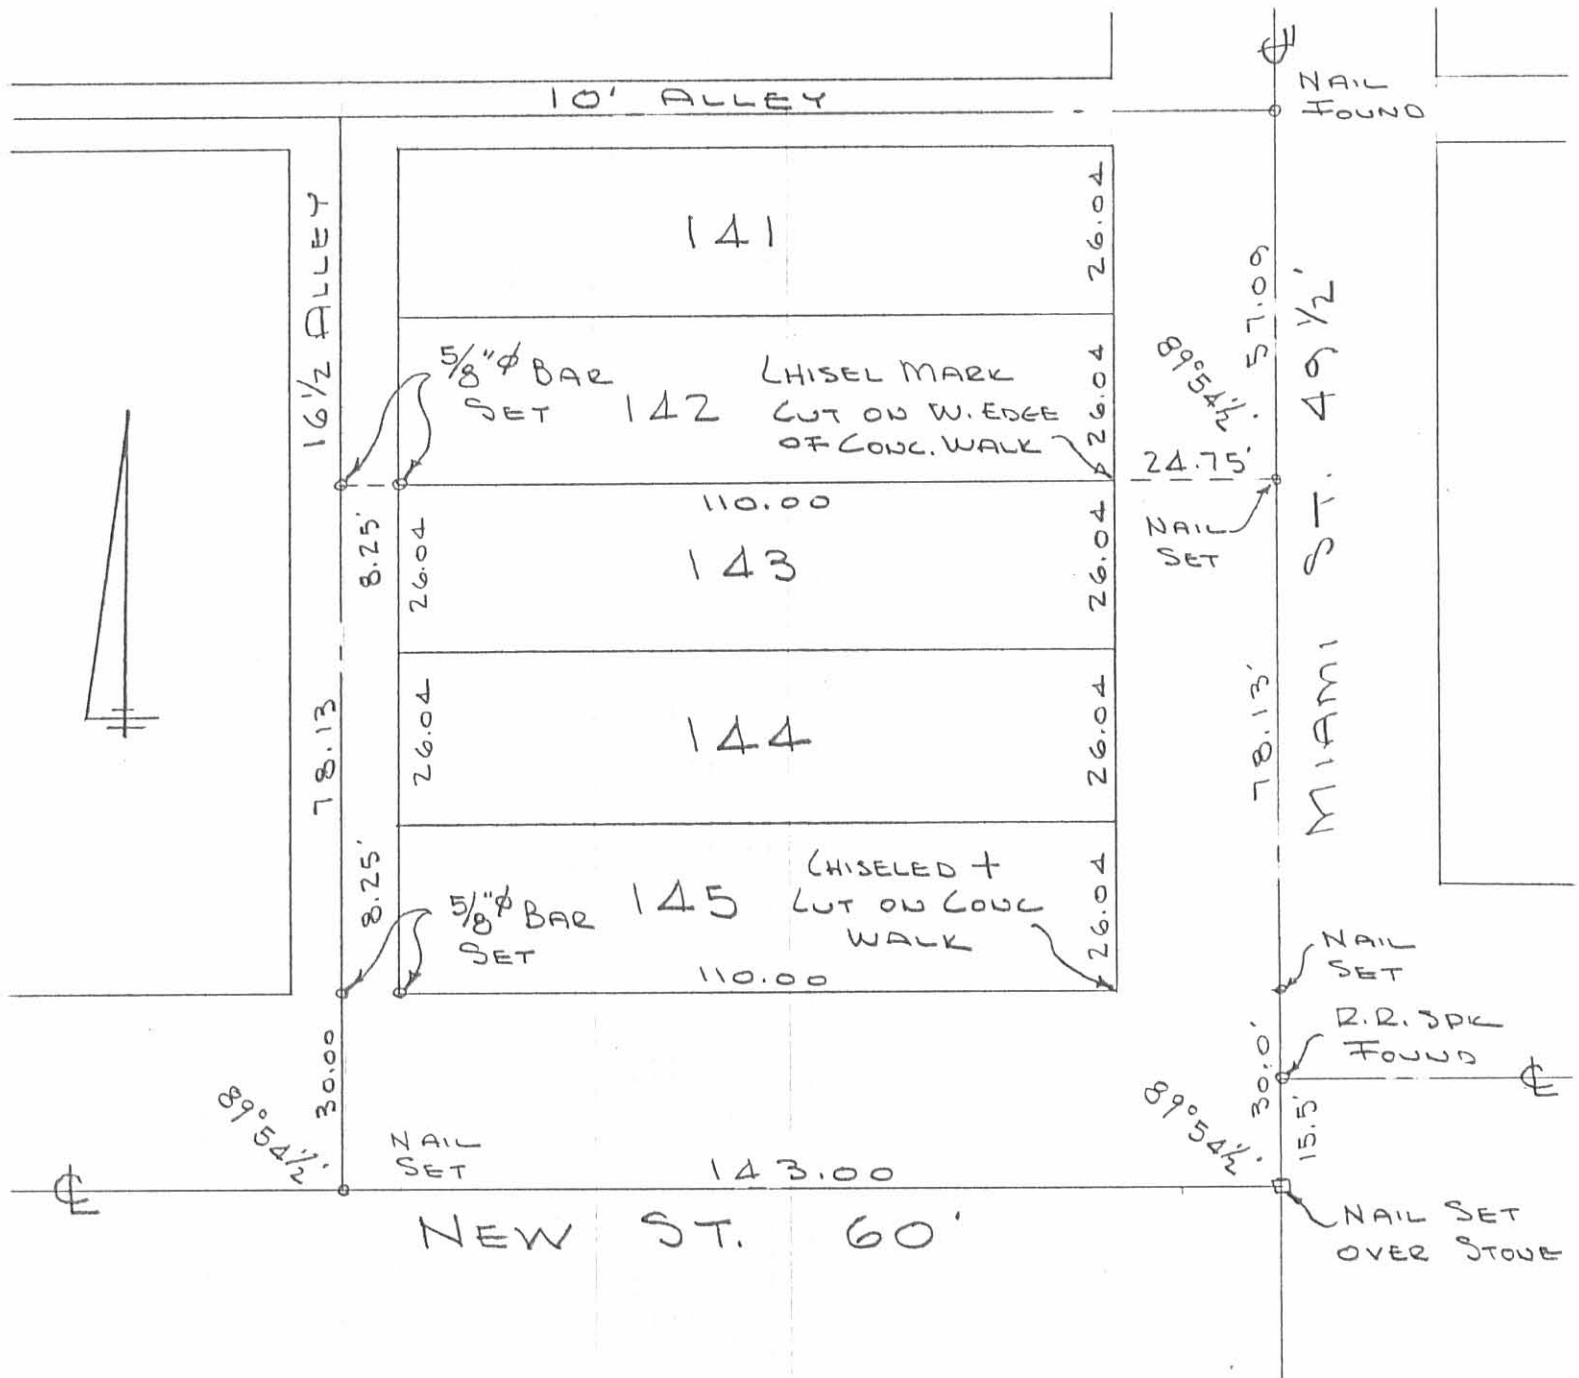 10' ALLEY
℄
NAIL
FOUND
16 1/2 ALLEY
141
26.04
57.09
MIAMI ST. 49 1/2'
5/8"ϕ BAR
SET
142
CHISEL MARK
CUT ON W. EDGE
OF CONC. WALK
26.04
89°54 1/2'
24.75'
NAIL
SET
110.00
8.25'
26.04
143
26.04
78.13
26.04
144
26.04
78.13'
8.25'
5/8"ϕ BAR
SET
145
CHISELED +
CUT ON CONC
WALK
26.04
110.00
NAIL
SET
R.R. SPK
FOUND
℄
30.00
30.0'
15.5'
89°54 1/2'
89°54 1/2'
NAIL
SET
143.00
℄
NEW ST. 60'
NAIL SET
OVER STONE